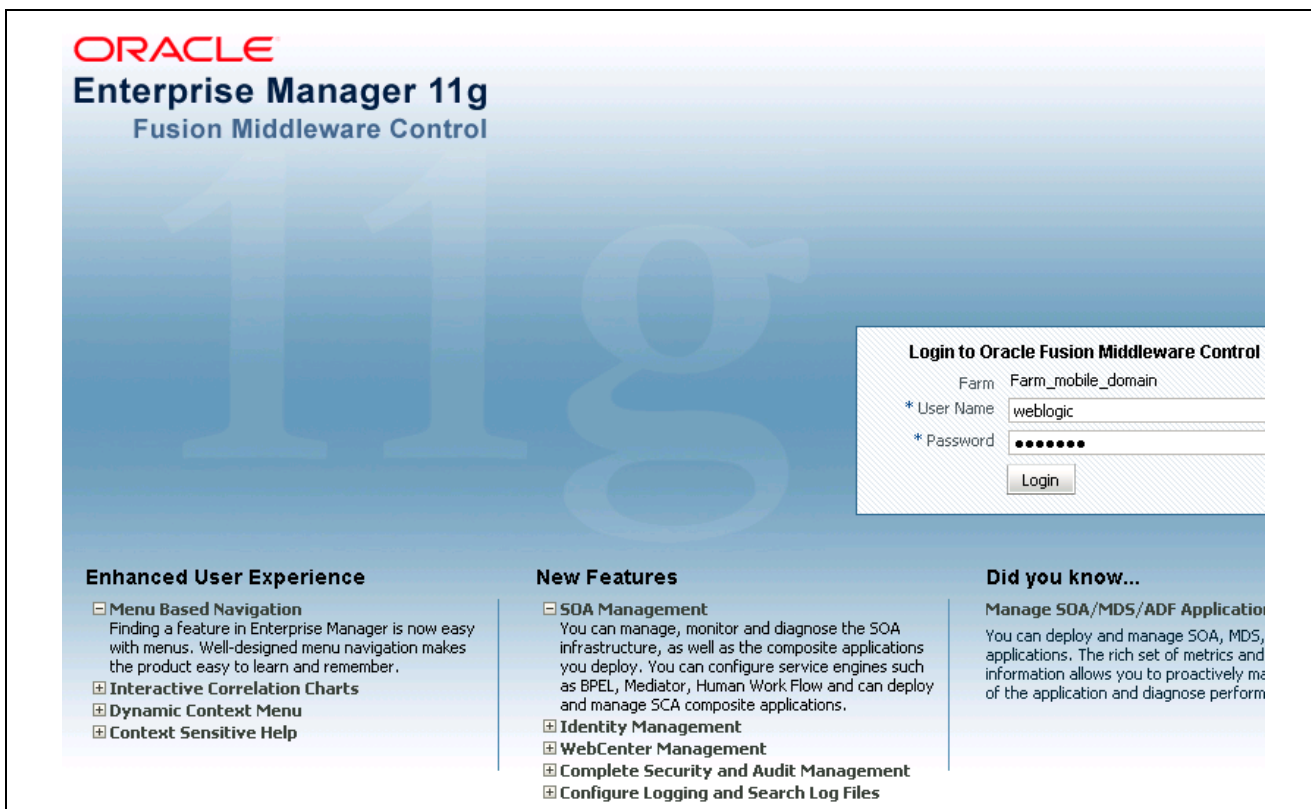 ORACLE
Enterprise Manager 11g
Fusion Middleware Control
11g
Login to Oracle Fusion Middleware Control
Farm Farm_mobile_domain
* User Name weblogic
* Password •••••••
Login
Enhanced User Experience
Menu Based Navigation
Finding a feature in Enterprise Manager is now easy
with menus. Well-designed menu navigation makes
the product easy to learn and remember.
Interactive Correlation Charts
Dynamic Context Menu
Context Sensitive Help
New Features
SOA Management
You can manage, monitor and diagnose the SOA
infrastructure, as well as the composite applications
you deploy. You can configure service engines such
as BPEL, Mediator, Human Work Flow and can deploy
and manage SCA composite applications.
Identity Management
WebCenter Management
Complete Security and Audit Management
Configure Logging and Search Log Files
Did you know...
Manage SOA/MDS/ADF
You can deploy and manage SOA, MDS,
applications. The rich set of metrics and
information allows you to proactively
of the application and diagnose